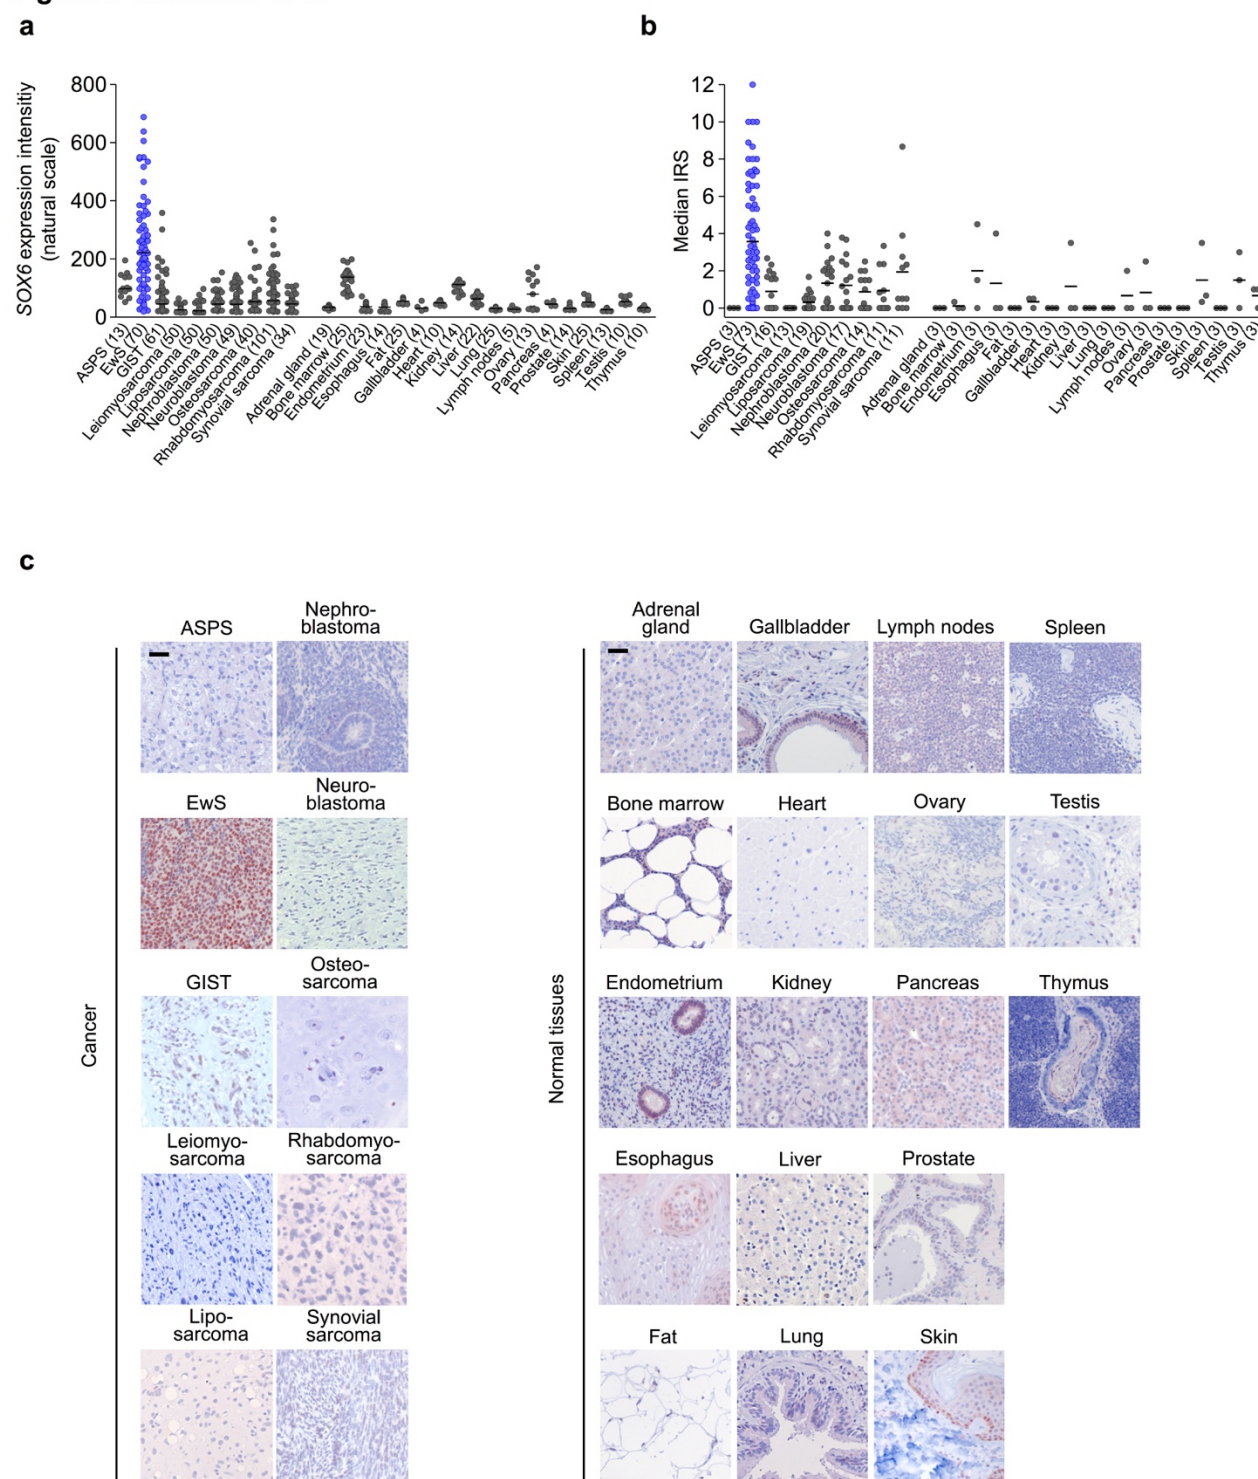 a
b
SOX6 expression intensitiy
(natural scale)
800
600
400
200
0
ASPS (13)
EwS (70)
GIST (61)
Leiomyosarcoma (50)
Liposarcoma (50)
Nephroblastoma (50)
Neuroblastoma (49)
Osteosarcoma (40)
Rhabdomyosarcoma (101)
Synovial sarcoma (34)
Adrenal gland (19)
Bone marrow (25)
Endometrium (23)
Esophagus (14)
Fat (25)
Gallbladder (4)
Heart (10)
Kidney (14)
Liver (22)
Lung (25)
Lymph nodes (5)
Ovary (13)
Pancreas (14)
Prostate (14)
Skin (25)
Spleen (13)
Testis (10)
Thymus (10)
Median IRS
12
10
8
6
4
2
0
ASPS (3)
EwS (73)
GIST (16)
Leiomyosarcoma (13)
Liposarcoma (19)
Nephroblastoma (20)
Neuroblastoma (17)
Osteosarcoma (14)
Rhabdomyosarcoma (11)
Synovial sarcoma (11)
Adrenal gland (3)
Bone marrow (3)
Endometrium (3)
Esophagus (3)
Fat (3)
Gallbladder (3)
Heart (3)
Kidney (3)
Liver (3)
Lung (3)
Lymph nodes (3)
Ovary (3)
Pancreas (3)
Prostate (3)
Skin (3)
Spleen (3)
Testis (3)
Thymus (3
c
Cancer
ASPS
Nephro-
blastoma
EwS
Neuro-
blastoma
GIST
Osteo-
sarcoma
Leiomyo-
sarcoma
Rhabdomyo-
sarcoma
Lipo-
sarcoma
Synovial
sarcoma
Normal tissues
Adrenal
gland
Gallbladder
Lymph nodes
Spleen
Bone marrow
Heart
Ovary
Testis
Endometrium
Kidney
Pancreas
Thymus
Esophagus
Liver
Prostate
Fat
Lung
Skin